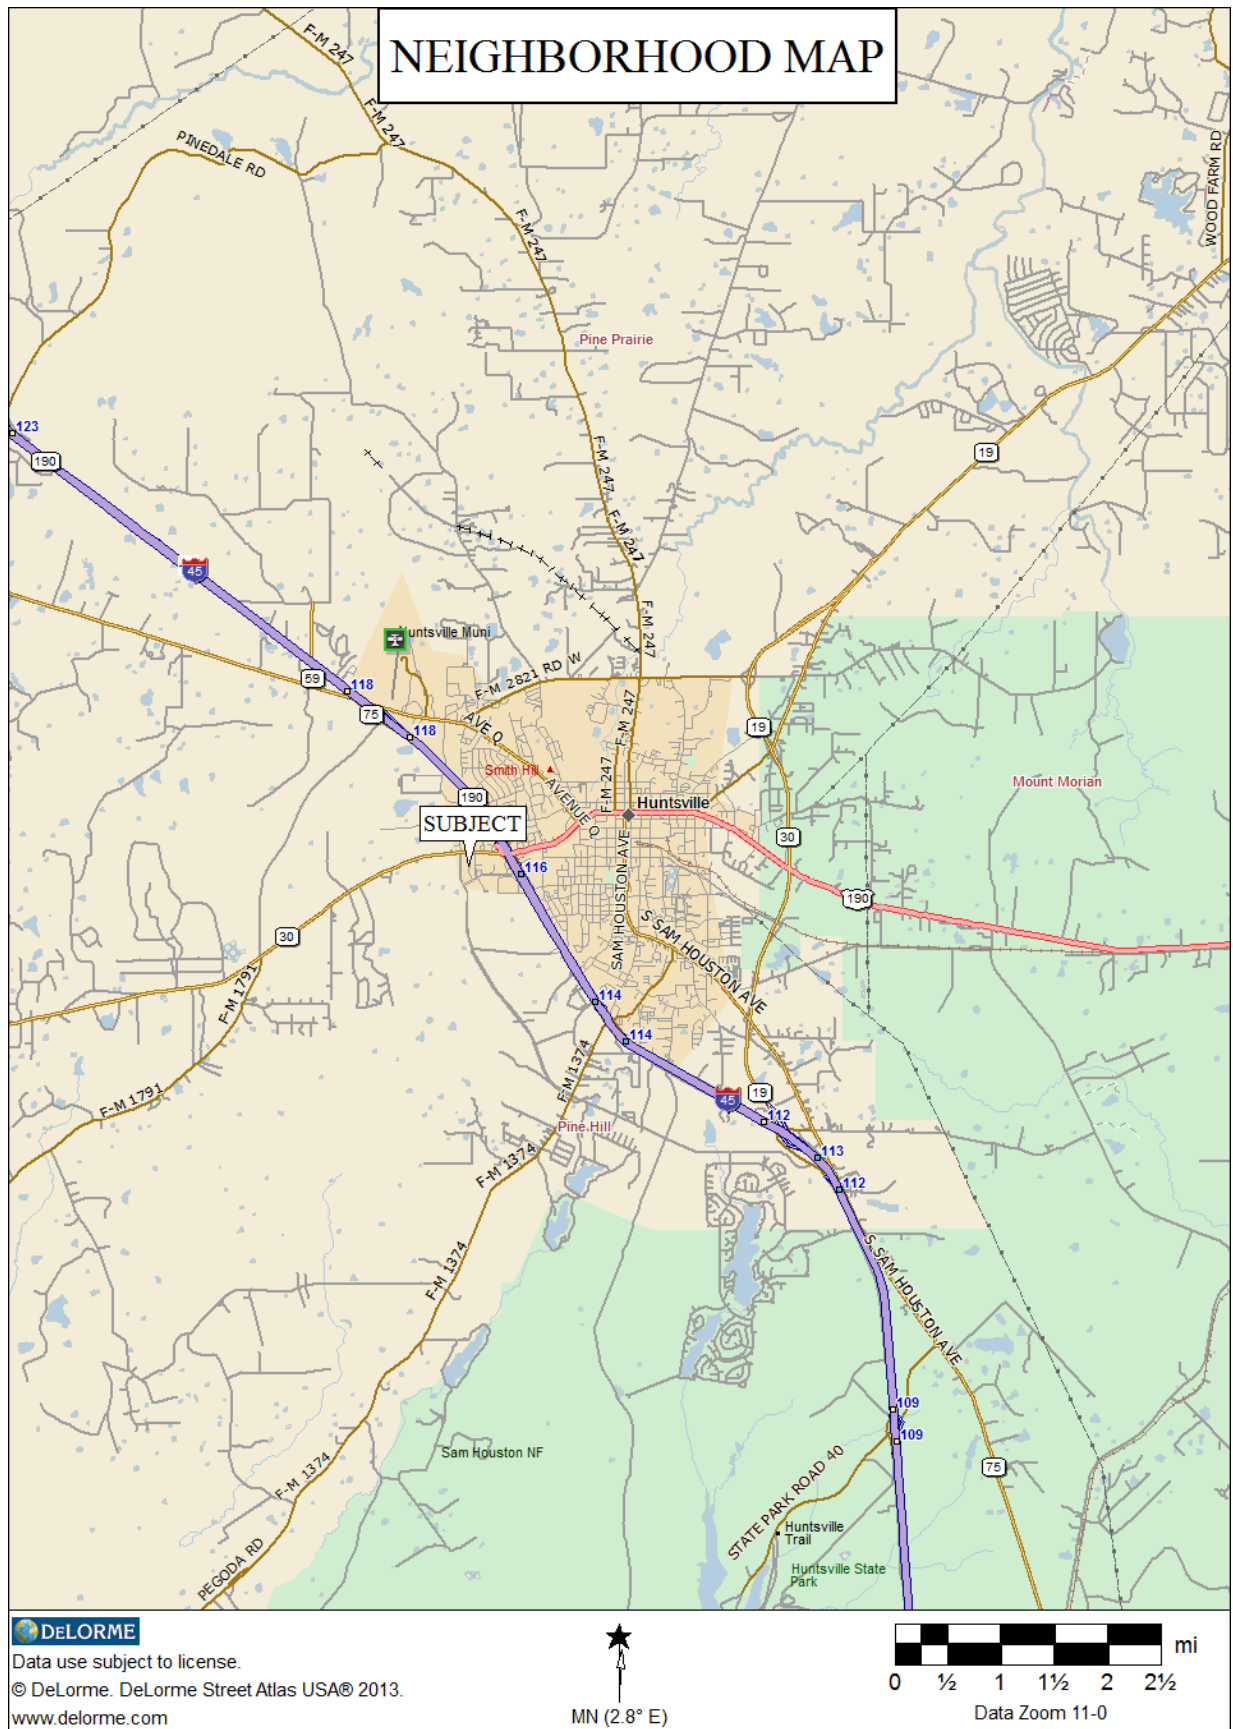 NEIGHBORHOOD MAP
F-M 247
F-M 247
PINEDALE RD
WOOD FARM RD
F-M 247
F-M 247
Pine Prairie
123
190
19
F-M 247
F-M 247
45
F-M 247
untsville Muni
F-M 2821 RD W
59
118
75
118
AVE Q
F-M 247
19
Smith Hill
F-M 247
Mount Morian
190
AVENUE Q
Huntsville
SUBJECT
30
116
190
SAM HOUSTON AVE
S SAM HOUSTON AVE
30
F-M 1791
114
114
F-M 1374
F-M 1791
45
19
112
Pine Hill
113
F-M 1374
112
F-M 1374
S SAM HOUSTON AVE
109
109
Sam Houston NF
75
F-M 1374
STATE PARK ROAD 40
Huntsville
Trail
PEGODA RD
Huntsville State
Park
DELORME
Data use subject to license.
© DeLorme. DeLorme Street Atlas USA® 2013.
www.delorme.com
MN (2.8° E)
mi
0 ½ 1 1½ 2 2½
Data Zoom 11-0